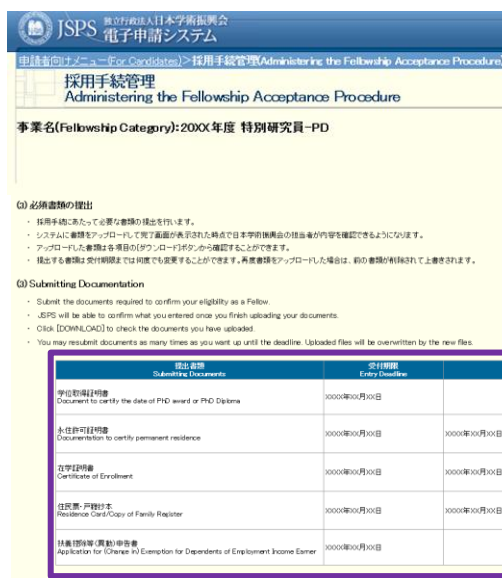 JSPS 独立行政法人日本学術振興会
電子申請システム
申請者向けメニュー(For Candidates)>採用手続管理(Administering the Fellowship Acceptance Procedure)
採用手続管理
Administering the Fellowship Acceptance Procedure
事業名(Fellowship Category):20XX年度 特別研究員-PD
(3) 必須書類の提出
・ 採用手続にあたって必要な書類の提出を行います。
・ システムに書類をアップロードして完了画面が表示された時点で日本学術振興会の担当者が内容を確認できるようになります。
・ アップロードした書類は各項目の[ダウンロード]ボタンから確認することができます。
・ 提出する書類は受付期限までは何度でも変更することができます。再度書類をアップロードした場合は、前の書類が削除されて上書きされます。
(3) Submitting Documentation
・ Submit the documents required to confirm your eligibility as a Fellow.
・ JSPS will be able to confirm what you entered once you finish uploading your documents.
・ Click [DOWNLOAD] to check the documents you have uploaded.
・ You may resubmit documents as many times as you want up until the deadline. Uploaded files will be overwritten by the new files.
提出書類 受付期限
Submitting Documents Entry Deadline
学位取得証明書
Document to certify the date of PhD award or PhD Diploma XXXX年XX月XX日
永住許可証明書
Documentation to certify permanent residence XXXX年XX月XX日 XXXX年XX月XX日
在学証明書
Certificate of Enrollment XXXX年XX月XX日 XXXX年XX月XX日
住民票・戸籍抄本
Residence Card/Copy of Family Register XXXX年XX月XX日 XXXX年XX月XX日
扶養控除等(異動)申告書
Application for (Change in) Exemption for Dependents of Employment Income Earner XXXX年XX月XX日